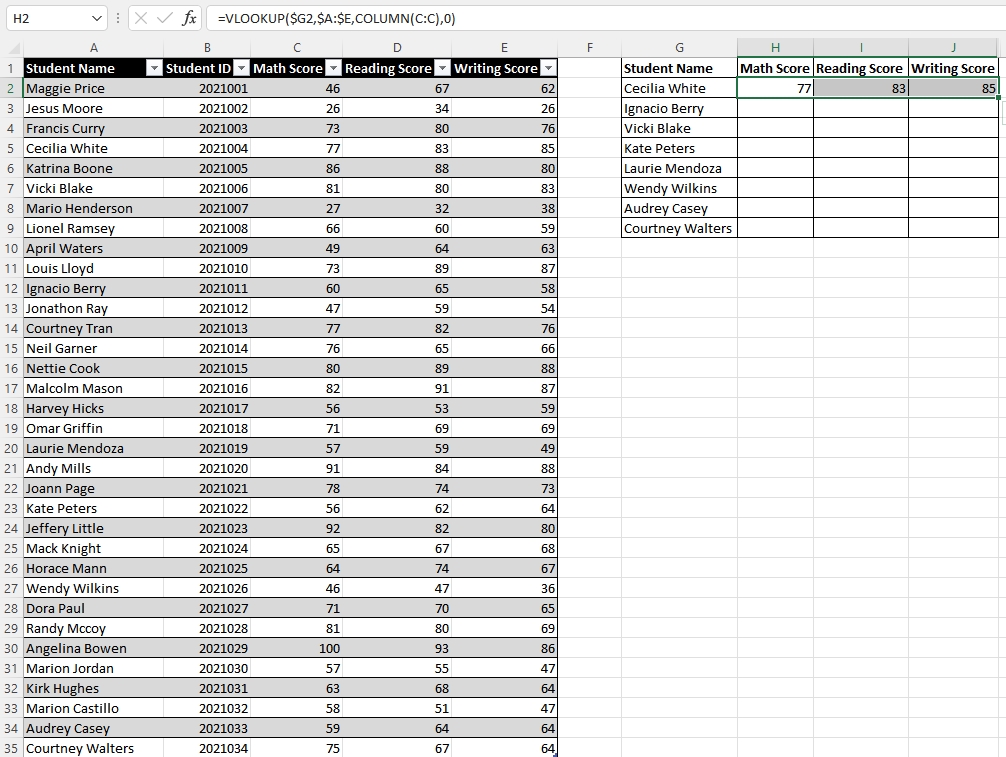 H2 fx =VLOOKUP($G2,$A:$E,COLUMN(C:C),0)
A B C D E F G H I J
1 Student Name Student ID Math Score Reading Score Writing Score Student Name Math Score Reading Score Writing Score
2 Maggie Price 2021001 46 67 62 Cecilia White 77 83 85
3 Jesus Moore 2021002 26 34 26 Ignacio Berry
4 Francis Curry 2021003 73 80 76 Vicki Blake
5 Cecilia White 2021004 77 83 85 Kate Peters
6 Katrina Boone 2021005 86 88 80 Laurie Mendoza
7 Vicki Blake 2021006 81 80 83 Wendy Wilkins
8 Mario Henderson 2021007 27 32 38 Audrey Casey
9 Lionel Ramsey 2021008 66 60 59 Courtney Walters
10 April Waters 2021009 49 64 63
11 Louis Lloyd 2021010 73 89 87
12 Ignacio Berry 2021011 60 65 58
13 Jonathon Ray 2021012 47 59 54
14 Courtney Tran 2021013 77 82 76
15 Neil Garner 2021014 76 65 66
16 Nettie Cook 2021015 80 89 88
17 Malcolm Mason 2021016 82 91 87
18 Harvey Hicks 2021017 56 53 59
19 Omar Griffin 2021018 71 69 69
20 Laurie Mendoza 2021019 57 59 49
21 Andy Mills 2021020 91 84 88
22 Joann Page 2021021 78 74 73
23 Kate Peters 2021022 56 62 64
24 Jeffery Little 2021023 92 82 80
25 Mack Knight 2021024 65 67 68
26 Horace Mann 2021025 64 74 67
27 Wendy Wilkins 2021026 46 47 36
28 Dora Paul 2021027 71 70 65
29 Randy Mccoy 2021028 81 80 69
30 Angelina Bowen 2021029 100 93 86
31 Marion Jordan 2021030 57 55 47
32 Kirk Hughes 2021031 63 68 64
33 Marion Castillo 2021032 58 51 47
34 Audrey Casey 2021033 59 64 64
35 Courtney Walters 2021034 75 67 64